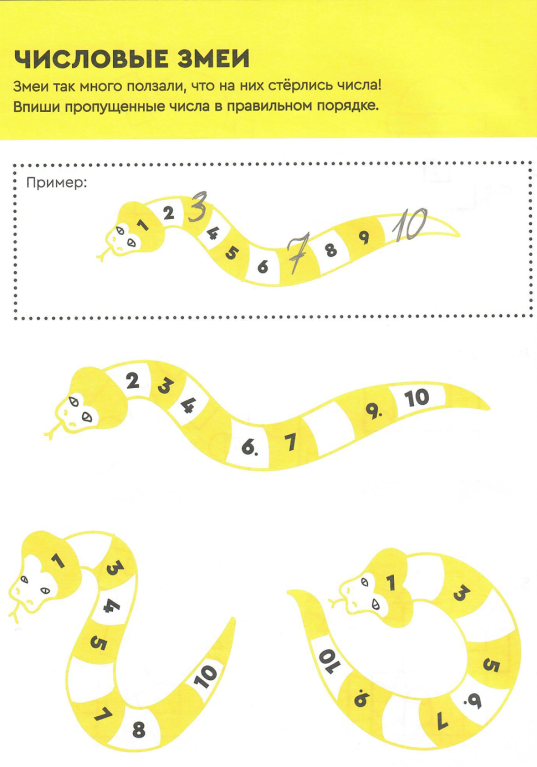 ЧИСЛОВЫЕ ЗМЕИ
Змеи так много ползали, что на них стёрлись числа!
Впиши пропущенные числа в правильном порядке.
Пример:
1 2 3 4 5 6 7 8 9 10
2 3 4 6. 7 9. 10
1 3 4 5 7 8 10
1 3 5 6. 7 9. 10